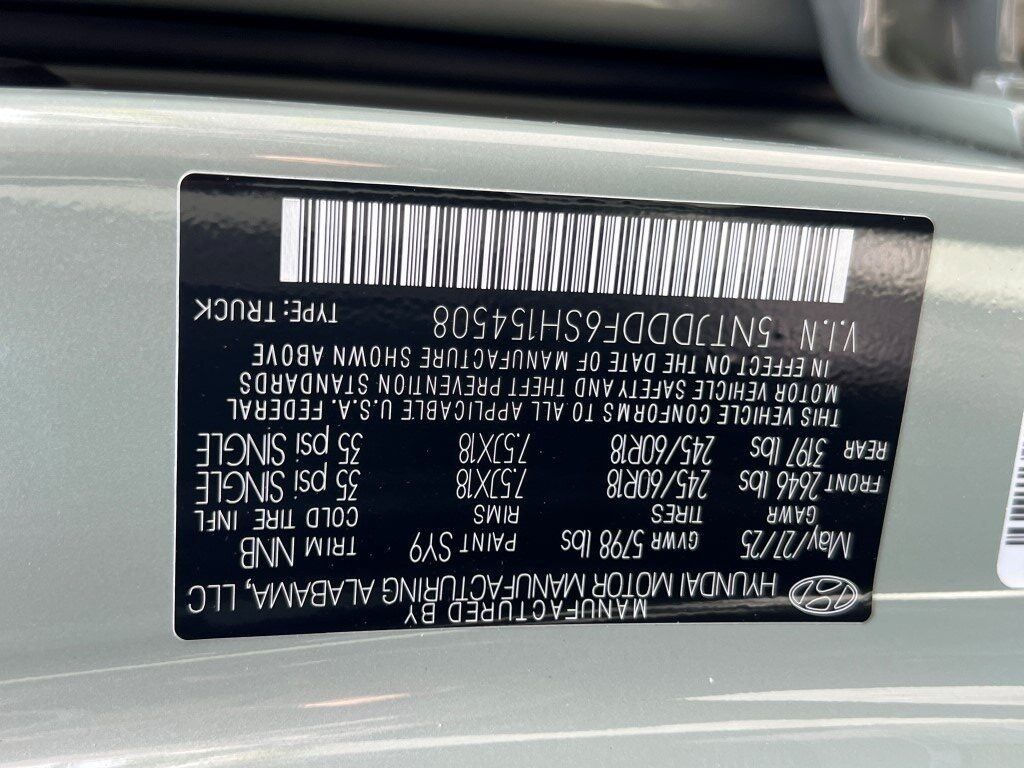 MANUFACTURED BY
HYUNDAI MOTOR MANUFACTURING ALABAMA, LLC
May/27/25 GVWR 5798 lbs PAINT SY9 TRIM NNB
GAWR TIRES RIMS COLD TIRE INFL
FRONT 2646 lbs 245/60R18 7.5JX18 35 psi SINGLE
REAR 3197 lbs 245/60R18 7.5JX18 35 psi SINGLE
THIS VEHICLE CONFORMS TO ALL APPLICABLE U.S.A. FEDERAL
MOTOR VEHICLE SAFETY AND THEFT PREVENTION STANDARDS
IN EFFECT ON THE DATE OF MANUFACTURE SHOWN ABOVE
V.I.N 5NTJDDDF6SH154508 TYPE: TRUCK